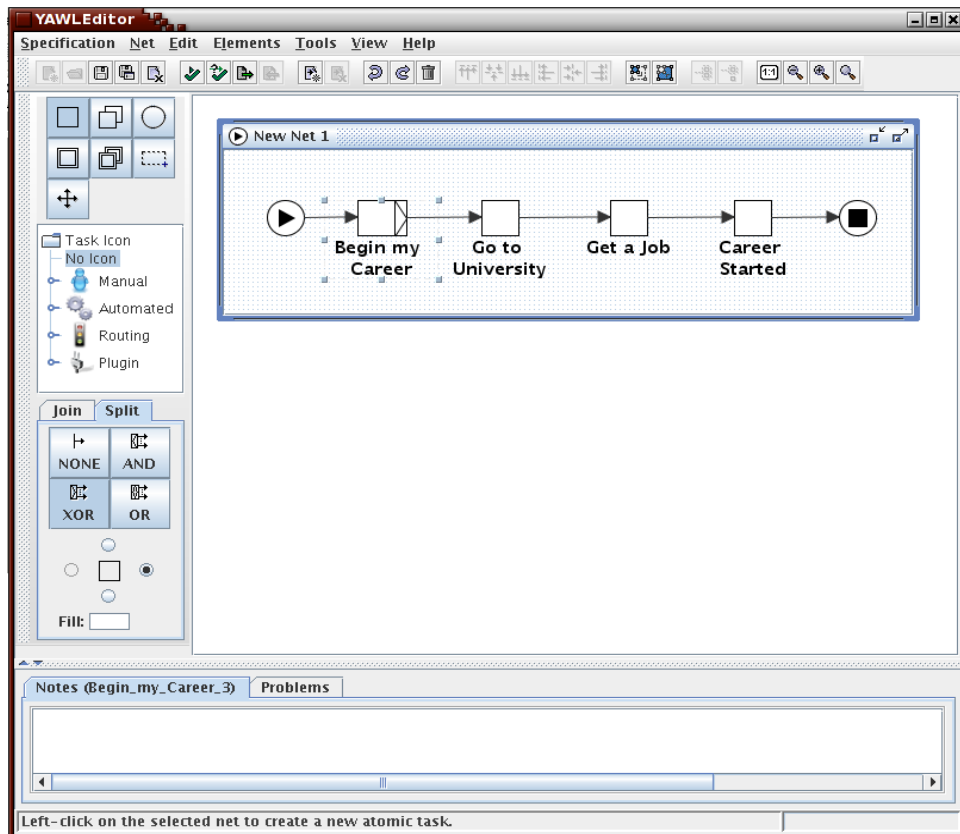 YAWLEditor
Specification Net Edit Elements Tools View Help
1:1
New Net 1
Begin my Career
Go to University
Get a Job
Career Started
Task Icon
No Icon
Manual
Automated
Routing
Plugin
Join Split
NONE AND
XOR OR
Fill:
Notes (Begin_my_Career_3) Problems
Left-click on the selected net to create a new atomic task.